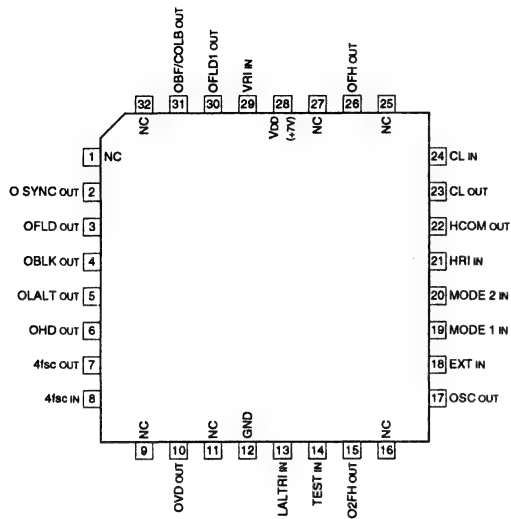 OBF/COLB OUT
OFLD1 OUT
VRI IN
OFH OUT
32 31 30 29 28 27 26 25
NC
VDD
(+7V)
NC
NC
1 NC
O SYNC OUT 2
OFLD OUT 3
OBLK OUT 4
OLALT OUT 5
OHD OUT 6
4fsc OUT 7
4fsc IN 8
24 CL IN
23 CL OUT
22 HCOM OUT
21 HRI IN
20 MODE 2 IN
19 MODE 1 IN
18 EXT IN
17 OSC OUT
NC
NC
GND
NC
9 10 11 12 13 14 15 16
OVD OUT
LALTRI IN
TEST IN
O2FH OUT